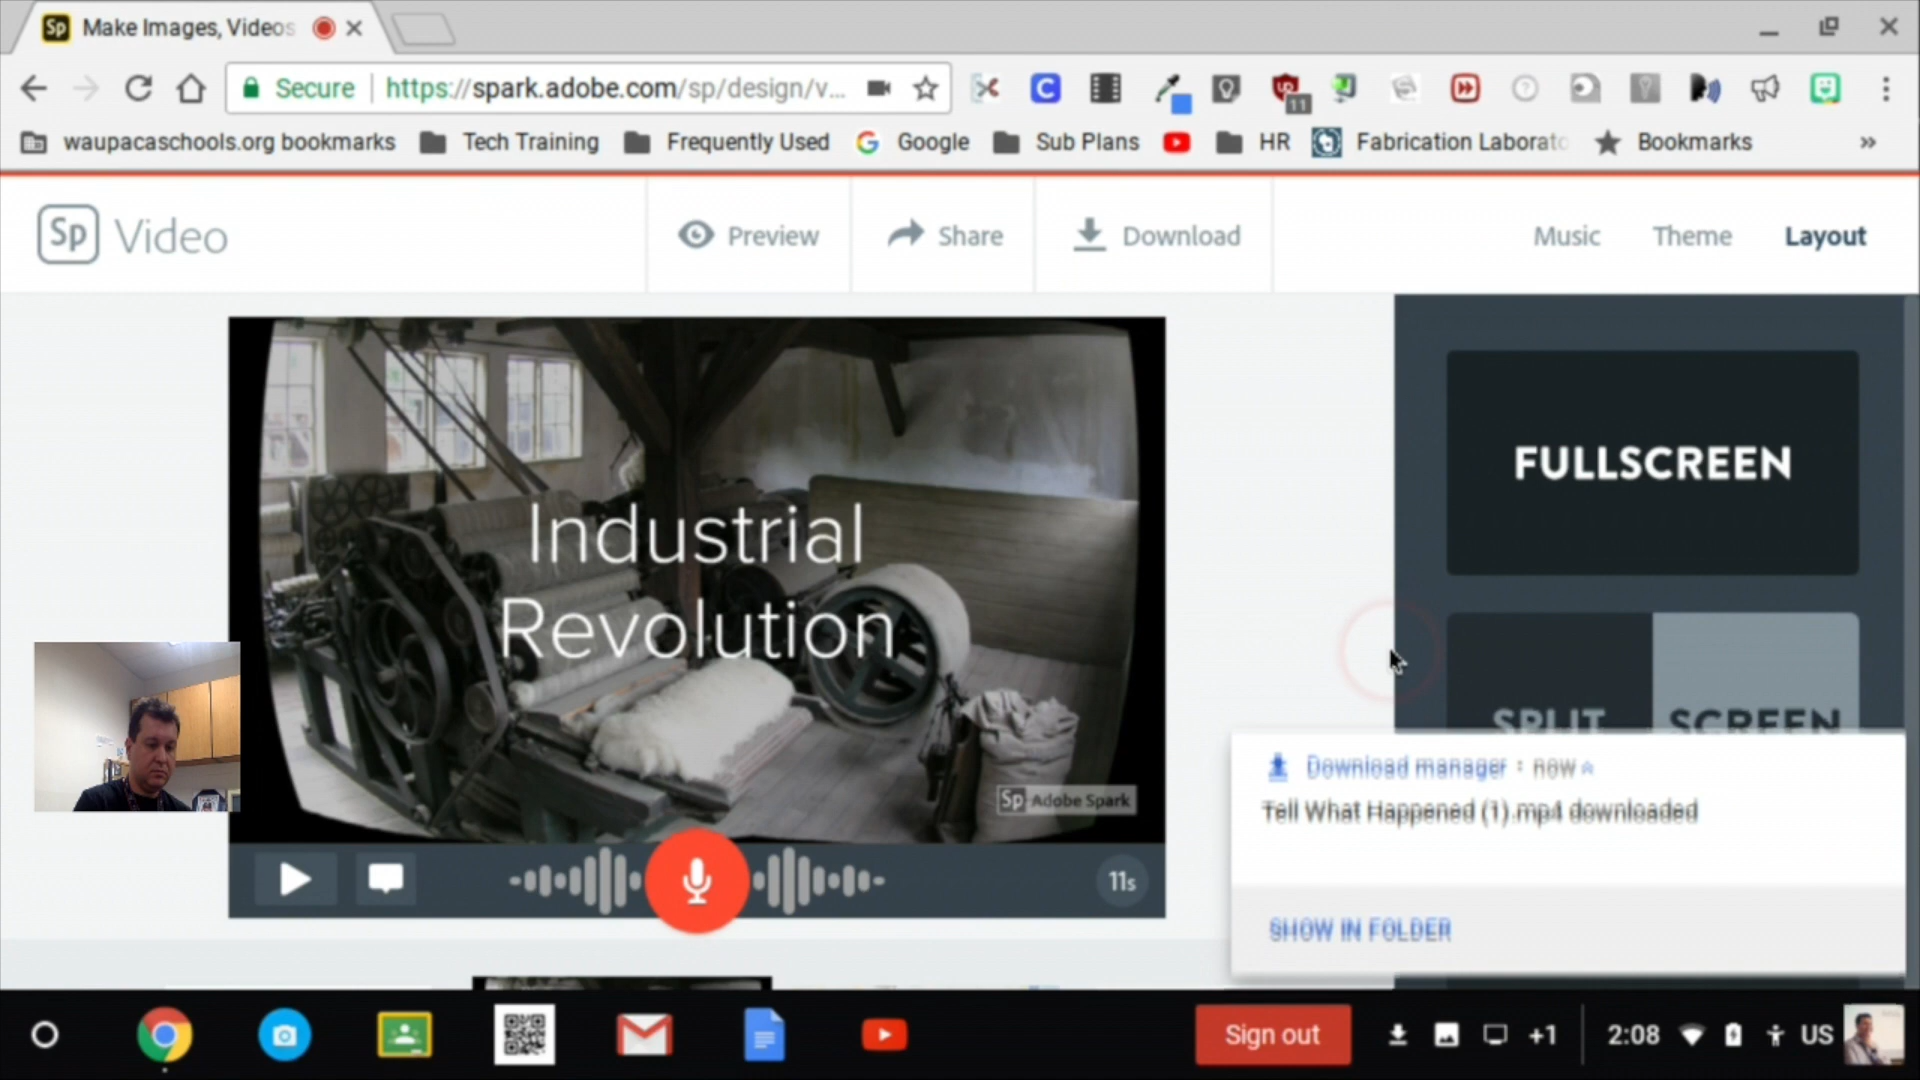 Sp Make Images, Videos
Secure https://spark.adobe.com/sp/design/v...
C
11
waupacaschools.org bookmarks Tech Training Frequently Used Google Sub Plans HR Fabrication Laborato Bookmarks »
Sp Video Preview Share Download Music Theme Layout
FULLSCREEN
Industrial
Revolution
SPLIT SCREEN
Sp Adobe Spark
Download manager : now
Tell What Happened (1).mp4 downloaded
11s
SHOW IN FOLDER
Sign out +1 2:08 US